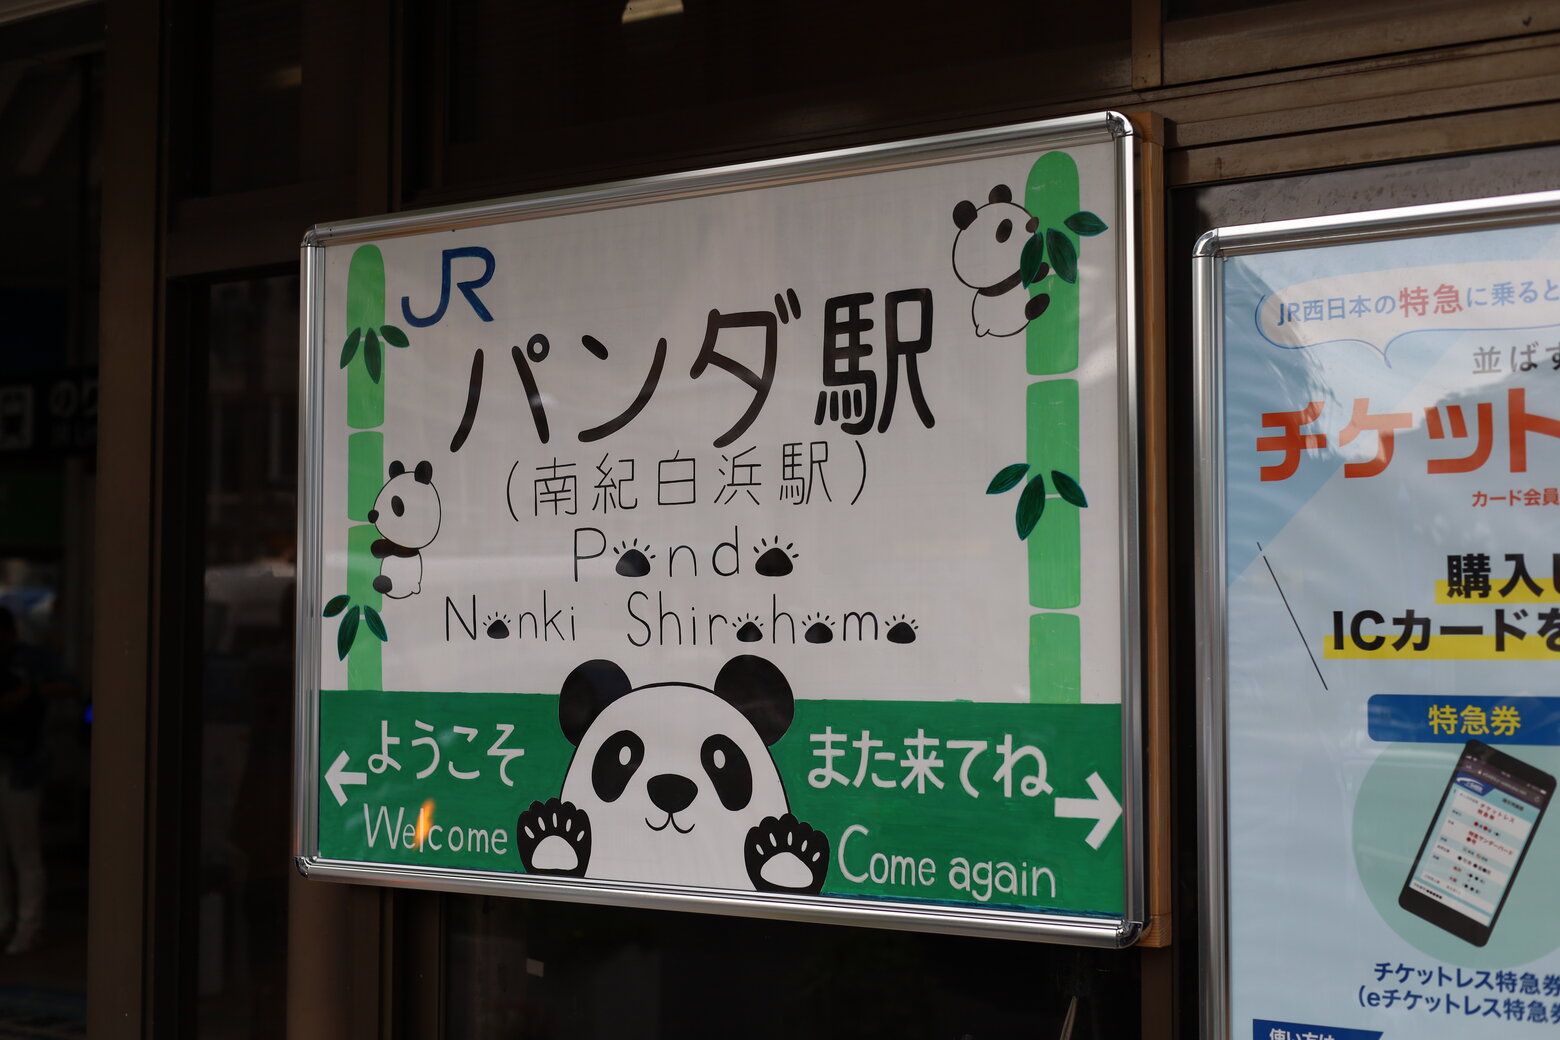 JR
パンダ駅
(南紀白浜駅)
Panda
Nanki Shirahama
ようこそ
Welcome
また来てね
Come again
JR西日本の特急に乗ると
並ばず
チケット
カード会員
購入し
ICカードを
特急券
チケットレス特急券
(eチケットレス特急券
使い方は